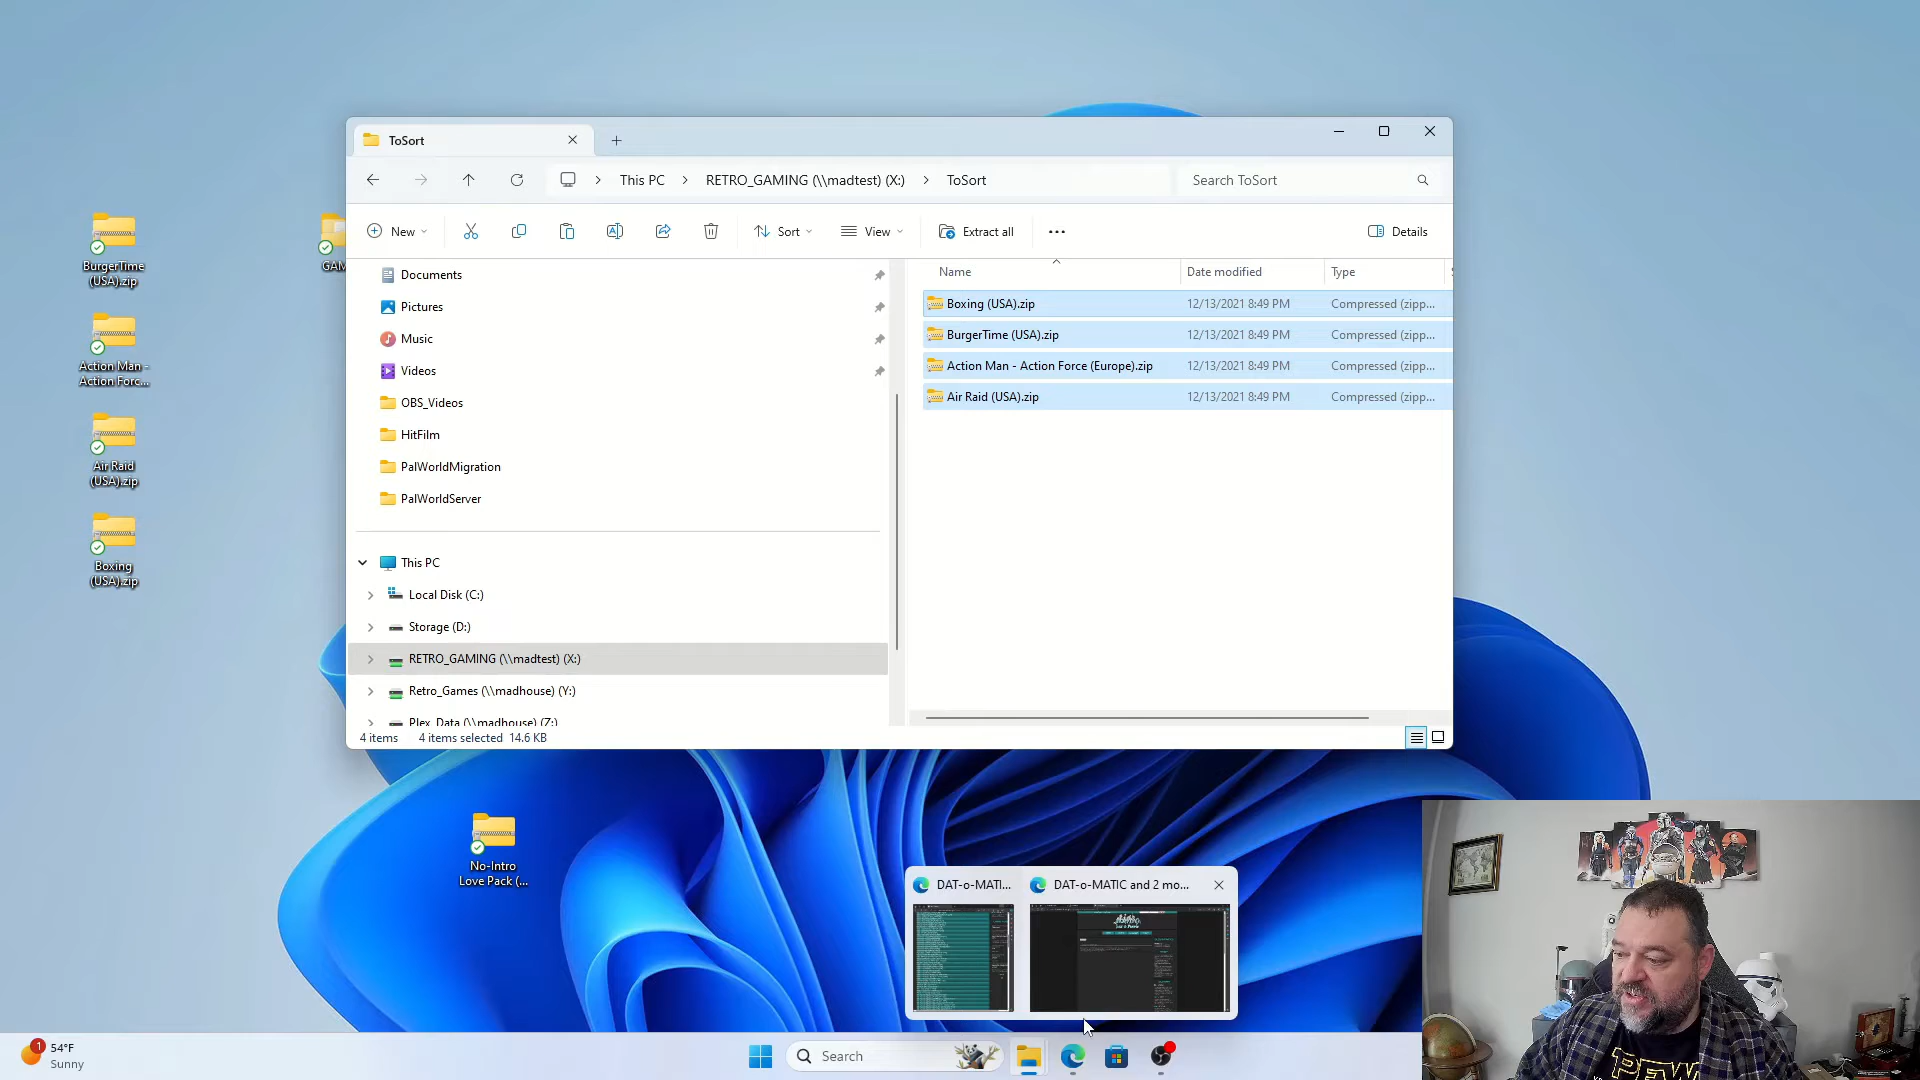 ToSort
This PC
RETRO_GAMING (\\madtest) (X:)
ToSort
Search ToSort
New
Sort
View
Extract all
Details
Documents
Pictures
Music
Videos
OBS_Videos
HitFilm
PalWorldMigration
PalWorldServer
This PC
Local Disk (C:)
Storage (D:)
RETRO_GAMING (\\madtest) (X:)
Retro_Games (\\madhouse) (Y:)
Plex_Data (\\madhouse) (Z:)
Name Date modified Type
Boxing (USA).zip 12/13/2021 8:49 PM Compressed (zipp...
BurgerTime (USA).zip 12/13/2021 8:49 PM Compressed (zipp...
Action Man - Action Force (Europe).zip 12/13/2021 8:49 PM Compressed (zipp...
Air Raid (USA).zip 12/13/2021 8:49 PM Compressed (zipp...
4 items 4 items selected 14.6 KB
BurgerTime
(USA).zip
Action Man -
Action Forc...
Air Raid
(USA).zip
Boxing
(USA).zip
GAM
No-Intro
Love Pack (...
DAT-o-MATI...
DAT-o-MATIC and 2 mo...
1
54°F
Sunny
Search
PEW